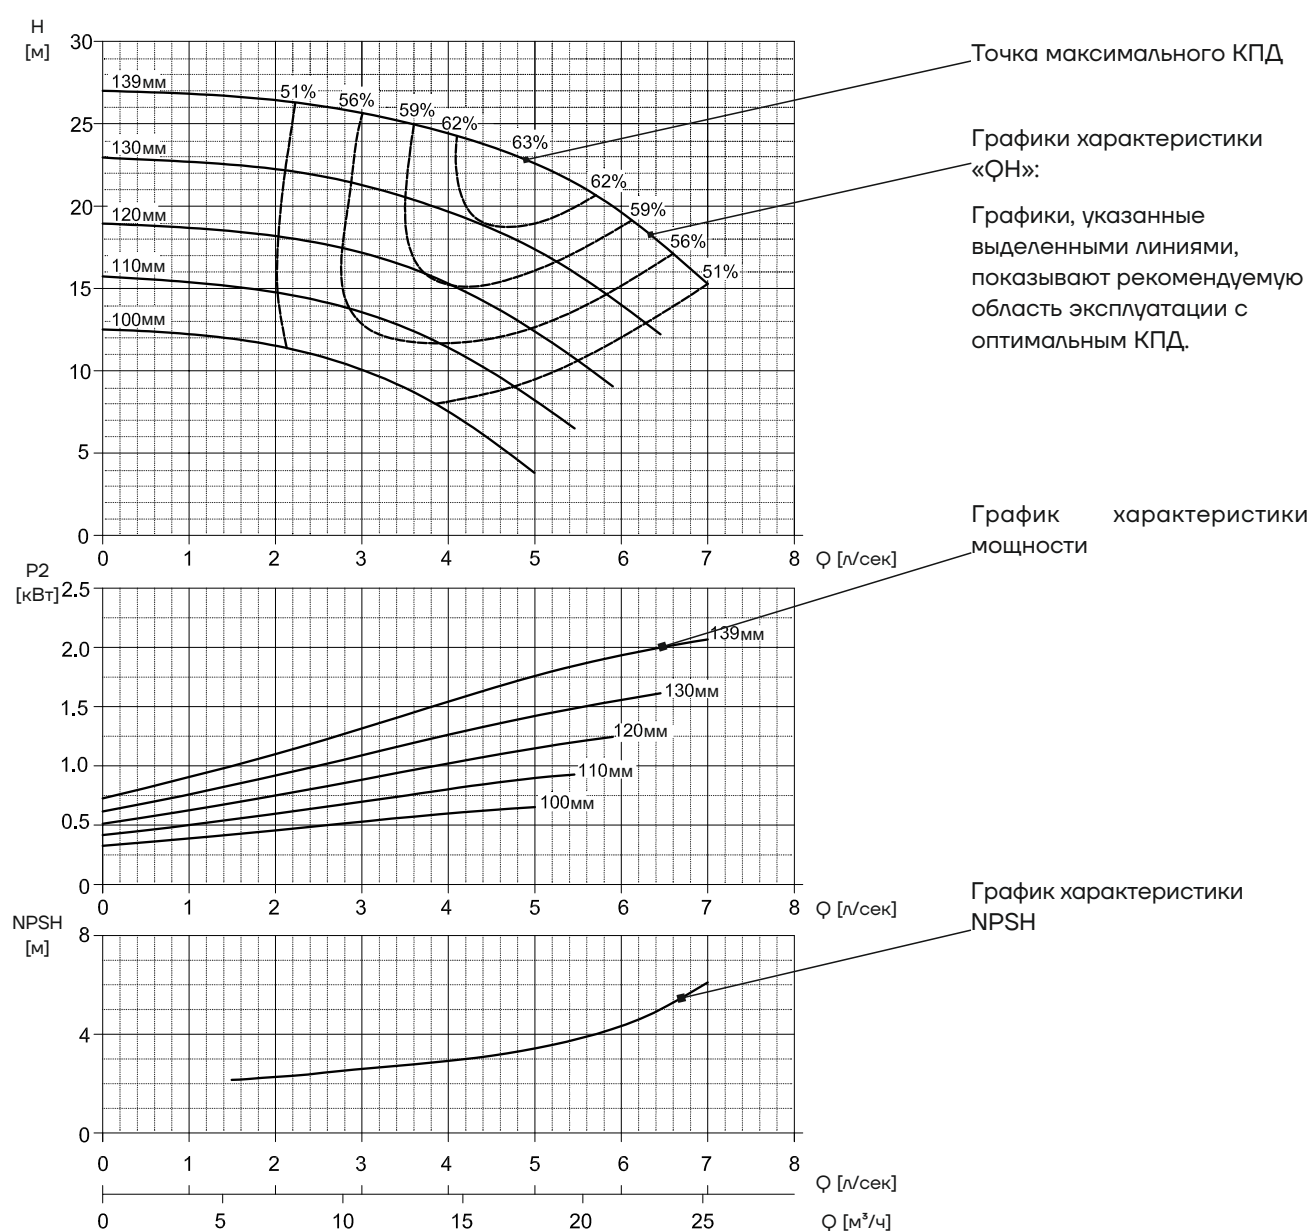 H
[м]
30
25
20
15
10
5
0
139мм
130мм
120мм
110мм
100мм
51%
56%
59%
62%
63%
62%
59%
56%
51%
0 1 2 3 4 5 6 7 8 Q [л/сек]
Точка максимального КПД
Графики характеристики
«QH»:
Графики, указанные
выделенными линиями,
показывают рекомендуемую
область эксплуатации с
оптимальным КПД.
P2
[кВт]
2.5
2.0
1.5
1.0
0.5
0
139мм
130мм
120мм
110мм
100мм
0 1 2 3 4 5 6 7 8 Q [л/сек]
График характеристики
мощности
NPSH
[м]
8
4
0
0 1 2 3 4 5 6 7 8 Q [л/сек]
0 5 10 15 20 25 Q [м³/ч]
График характеристики
NPSH